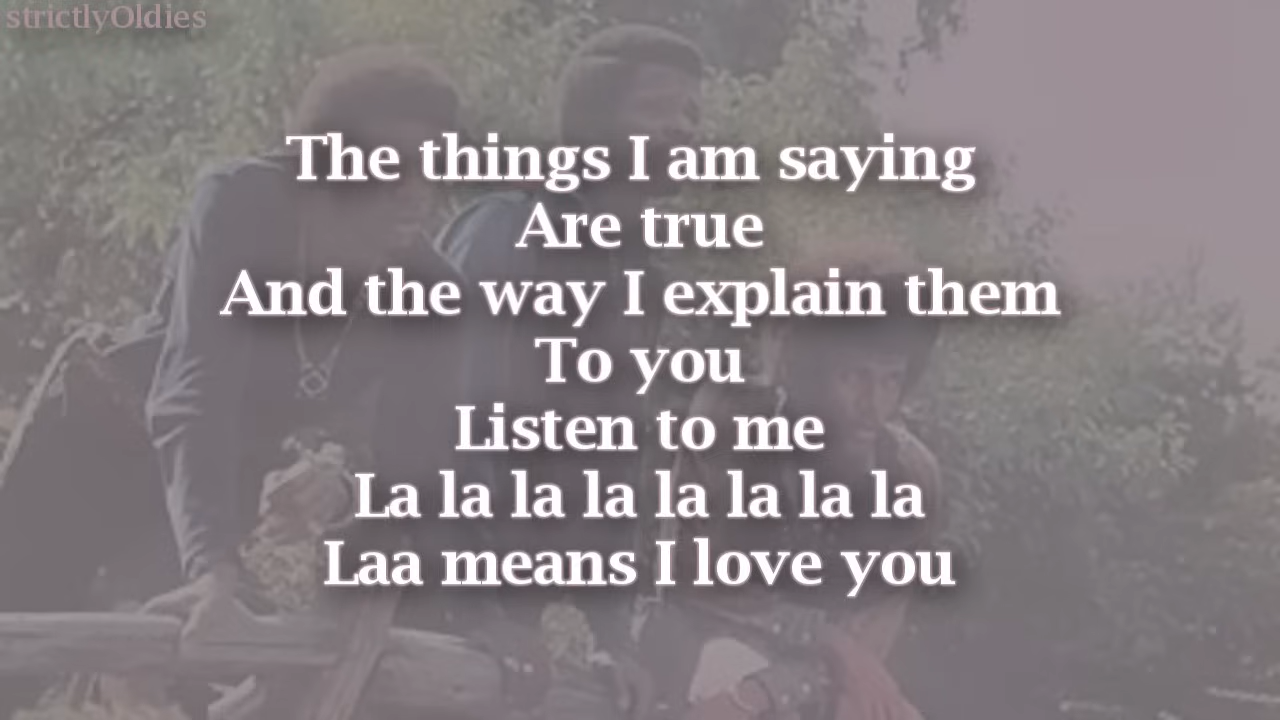 strictlyOldies
The things I am saying
Are true
And the way I explain them
To you
Listen to me
La la la la la la la la
Laa means I love you